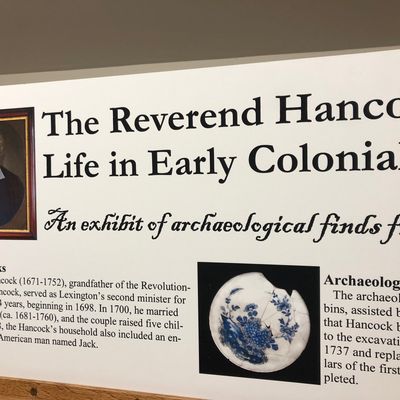 The Reverend Hanco
Life in Early Colonial
An exhibit of archaeological finds f
ks
cock (1671-1752), grandfather of the Revolution-
ncock, served as Lexington's second minister for
4 years, beginning in 1698. In 1700, he married
(ca. 1681-1760), and the couple raised five chil-
8, the Hancock's household also included an en-
American man named Jack.
Archaeolog
The archaeol
bins, assisted b
that Hancock b
to the excavati
1737 and repla
lars of the first
pleted.